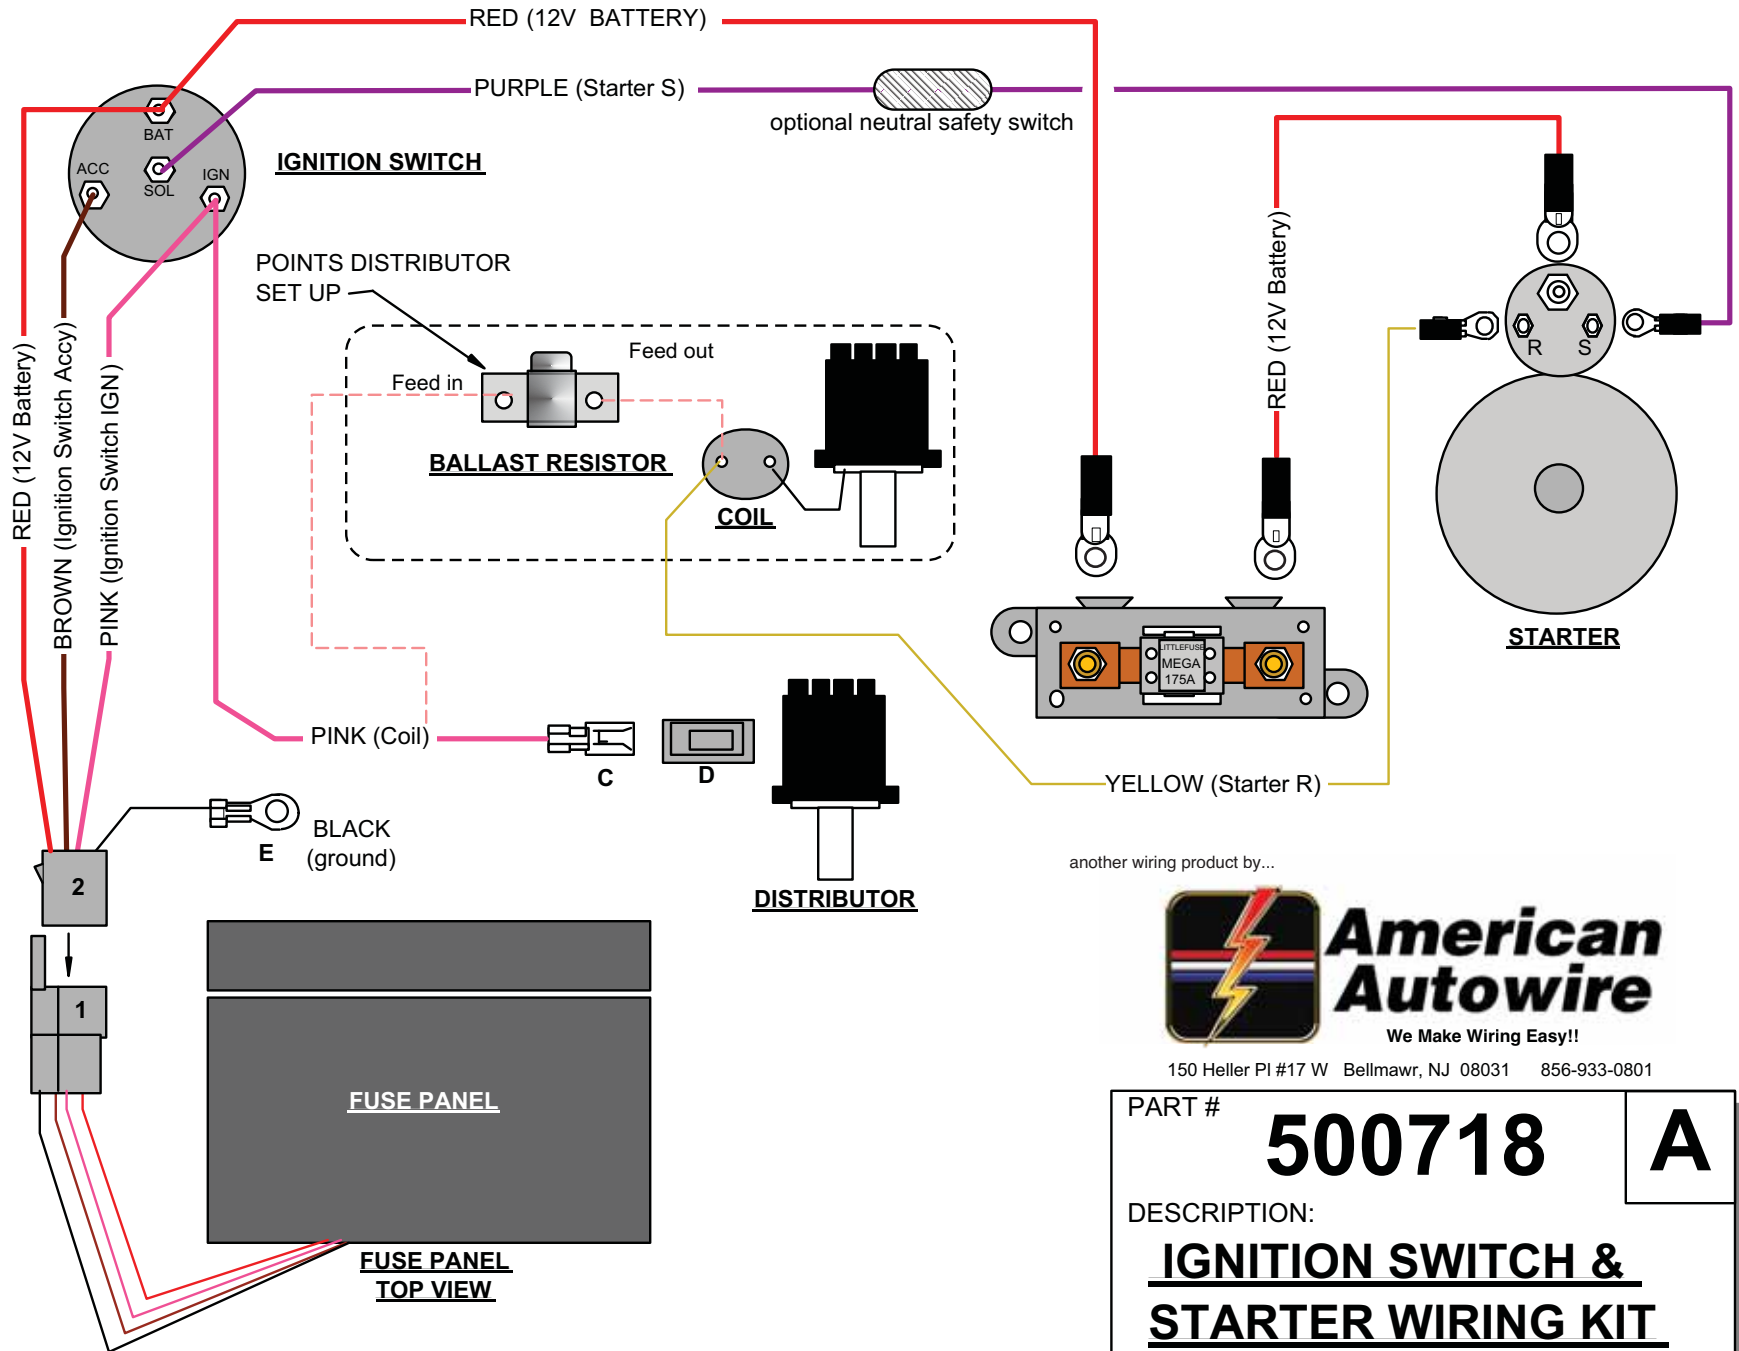 RED (12V  BATTERY)
PURPLE (Starter S)
optional neutral safety switch
BAT
ACC
SOL
IGN
IGNITION SWITCH
RED (12V Battery)
BROWN (Ignition Switch Accy)
PINK (Ignition Switch IGN)
POINTS DISTRIBUTOR
SET UP
Feed in
Feed out
BALLAST RESISTOR
COIL
RED (12V Battery)
R
S
STARTER
LITTLEFUSE
MEGA
175A
PINK (Coil)
C
D
YELLOW (Starter R)
E
BLACK
(ground)
DISTRIBUTOR
2
1
FUSE PANEL
FUSE PANEL
TOP VIEW
another wiring product by...
American
Autowire
We Make Wiring Easy!!
150 Heller Pl #17 W   Bellmawr, NJ  08031      856-933-0801
PART #
500718
A
DESCRIPTION:
IGNITION SWITCH &
STARTER WIRING KIT